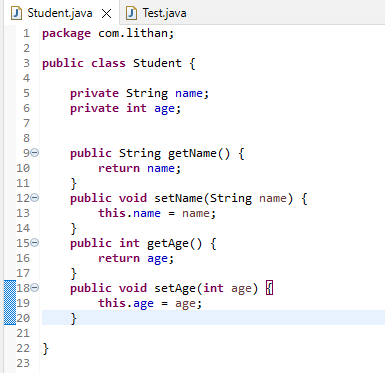 Student.java Test.java
1 package com.lithan;
2
3 public class Student {
4
5 private String name;
6 private int age;
7
8
9 public String getName() {
10 return name;
11 }
12 public void setName(String name) {
13 this.name = name;
14 }
15 public int getAge() {
16 return age;
17 }
18 public void setAge(int age) {
19 this.age = age;
20 }
21
22 }
23